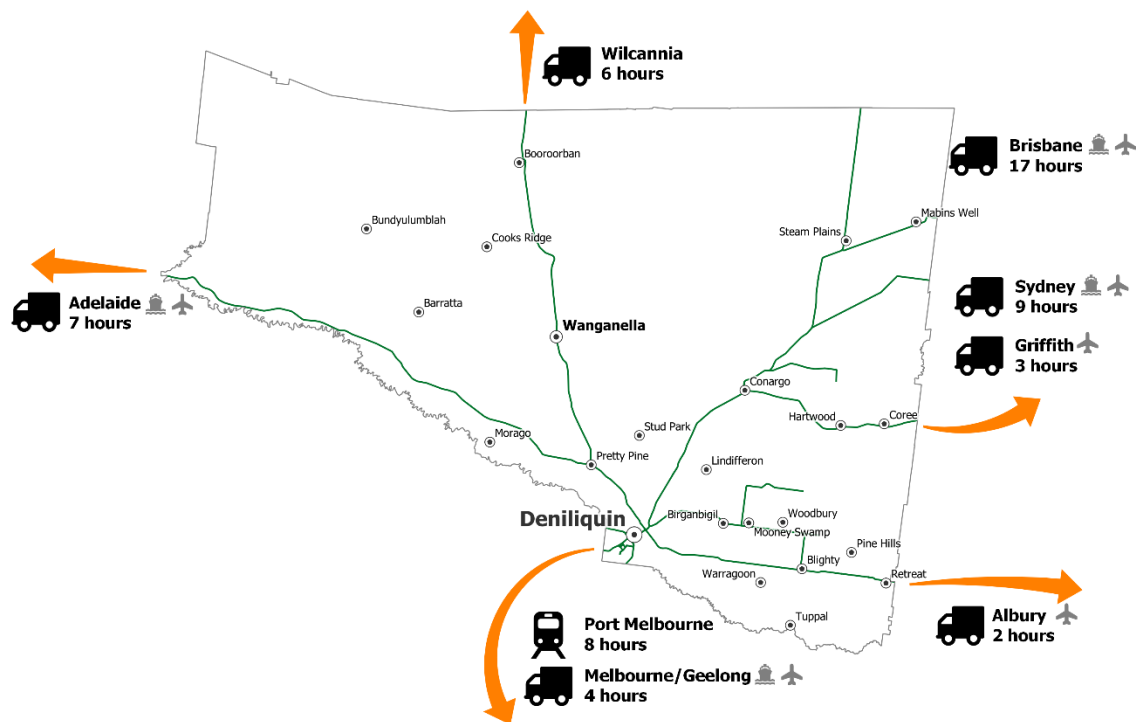 Wilcannia
6 hours
Booroorban
Brisbane
17 hours
Bundyulumblah
Mabins Well
Steam Plains
Cooks Ridge
Adelaide
7 hours
Barratta
Sydney
9 hours
Wanganella
Griffith
3 hours
Conargo
Hartwood
Coree
Stud Park
Morago
Pretty Pine
Lindifferon
Deniliquin
Birganbigil
Woodbury
Mooney Swamp
Pine Hills
Blighty
Warragoon
Retreat
Tuppal
Port Melbourne
8 hours
Albury
2 hours
Melbourne/Geelong
4 hours